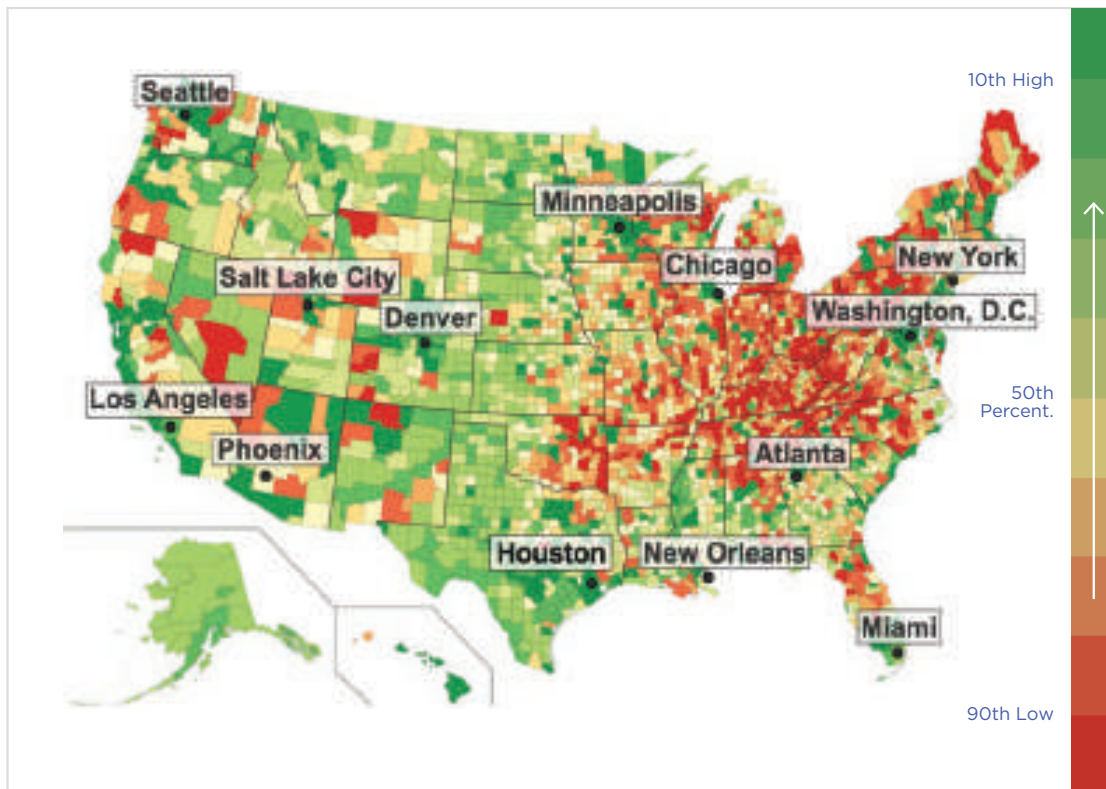 Seattle
10th High
Minneapolis
Chicago
New York
Salt Lake City
Denver
Washington, D.C.
Los Angeles
50th
Percent.
Phoenix
Atlanta
Houston
New Orleans
Miami
90th Low